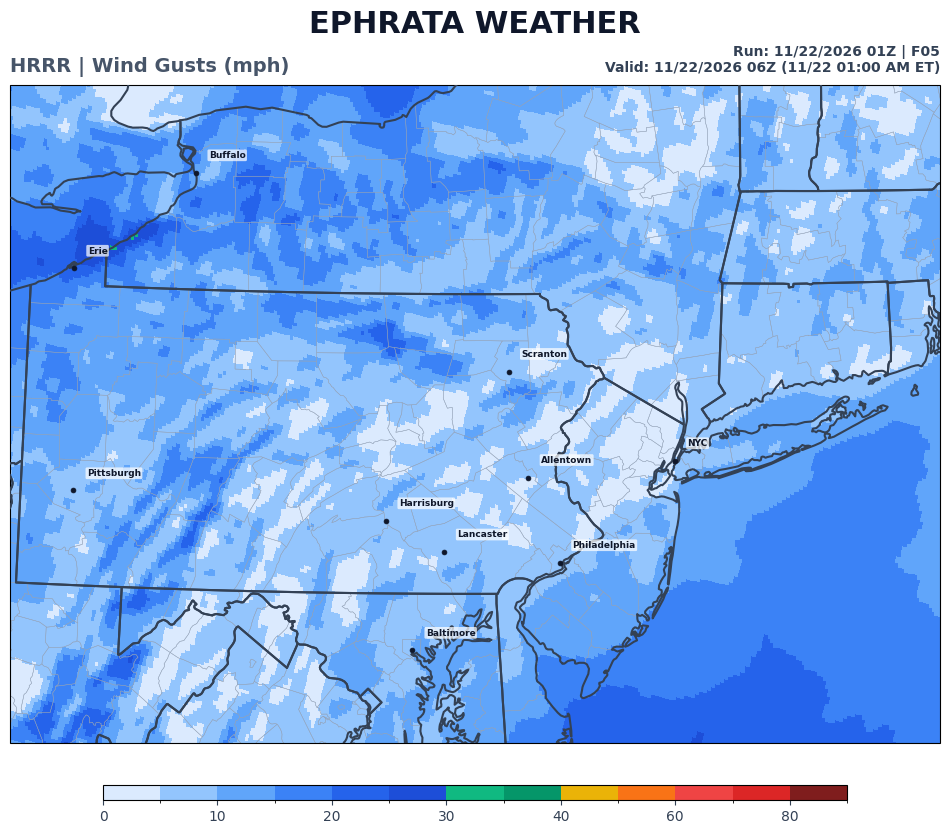 EPHRATA WEATHER
HRRR | Wind Gusts (mph)
Run: 11/22/2026 01Z | F05
Valid: 11/22/2026 06Z (11/22 01:00 AM ET)
Buffalo
Erie
Scranton
NYC
Allentown
Pittsburgh
Harrisburg
Lancaster
Philadelphia
Baltimore
0 10 20 30 40 50 60 70 80